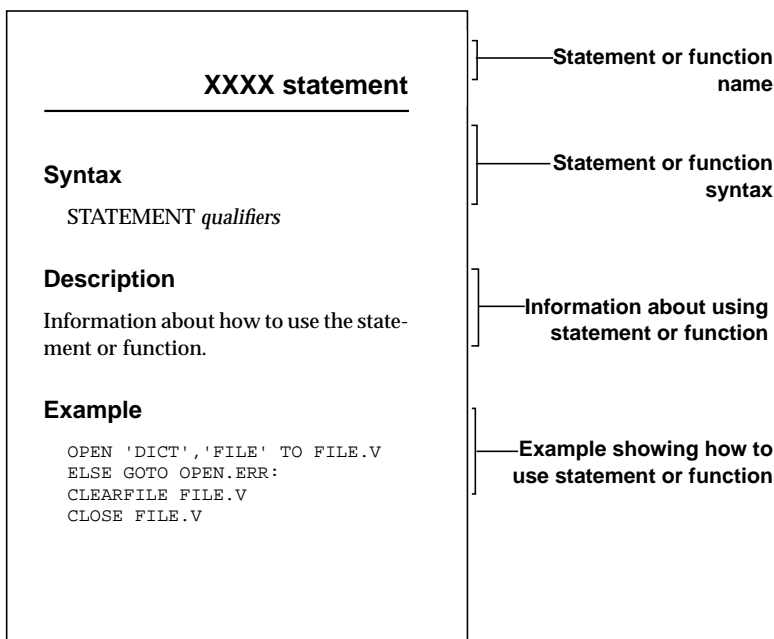 XXXX statement
Syntax
STATEMENT qualifiers
Description
Information about how to use the state-
ment or function.
Example
OPEN 'DICT','FILE' TO FILE.V
ELSE GOTO OPEN.ERR:
CLEARFILE FILE.V
CLOSE FILE.V
Statement or function
name
Statement or function
syntax
Information about using
statement or function
Example showing how to
use statement or function